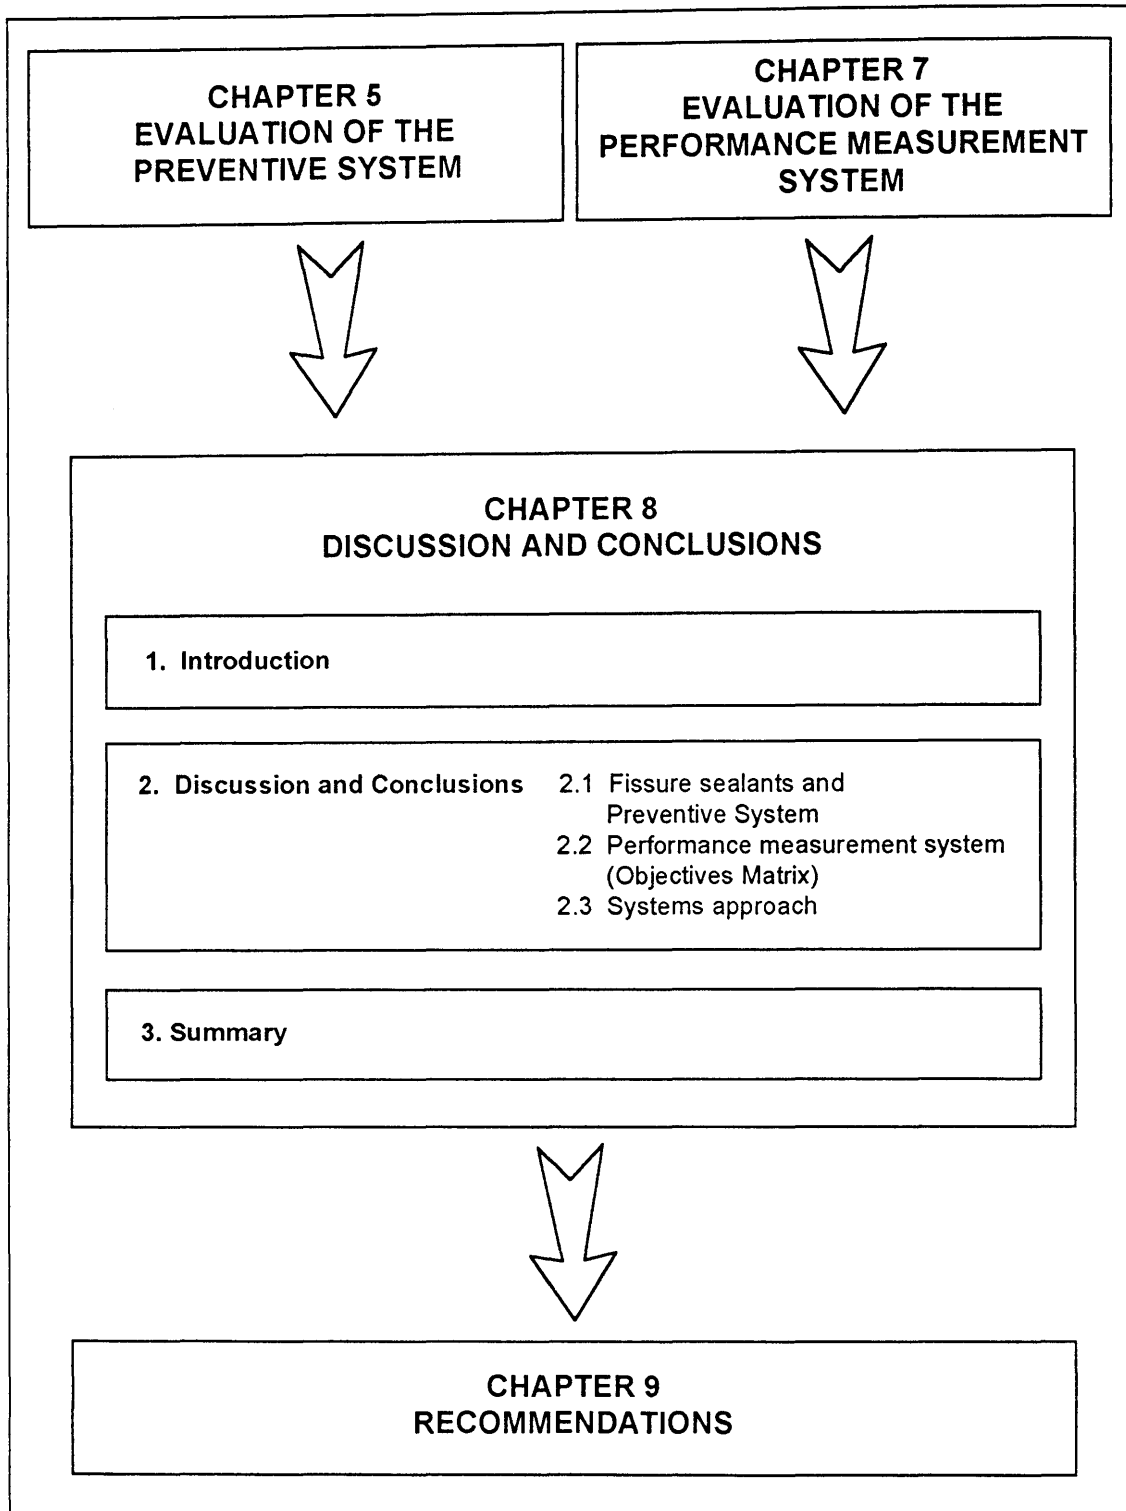 CHAPTER 5
EVALUATION OF THE
PREVENTIVE SYSTEM
CHAPTER 7
EVALUATION OF THE
PERFORMANCE MEASUREMENT
SYSTEM
CHAPTER 8
DISCUSSION AND CONCLUSIONS
1. Introduction
2. Discussion and Conclusions
2.1 Fissure sealants and
Preventive System
2.2 Performance measurement system
(Objectives Matrix)
2.3 Systems approach
3. Summary
CHAPTER 9
RECOMMENDATIONS